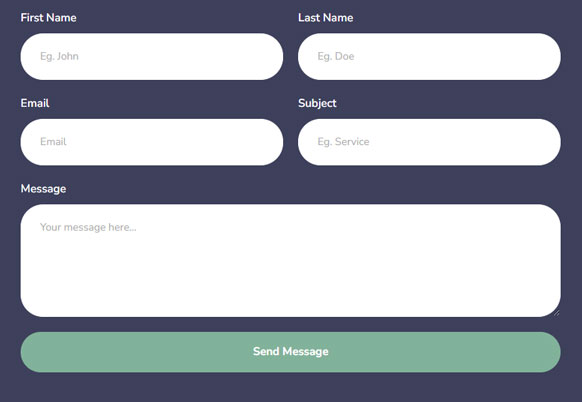 First Name
Last Name
Eg. John
Eg. Doe
Email
Subject
Email
Eg. Service
Message
Your message here...
Send Message